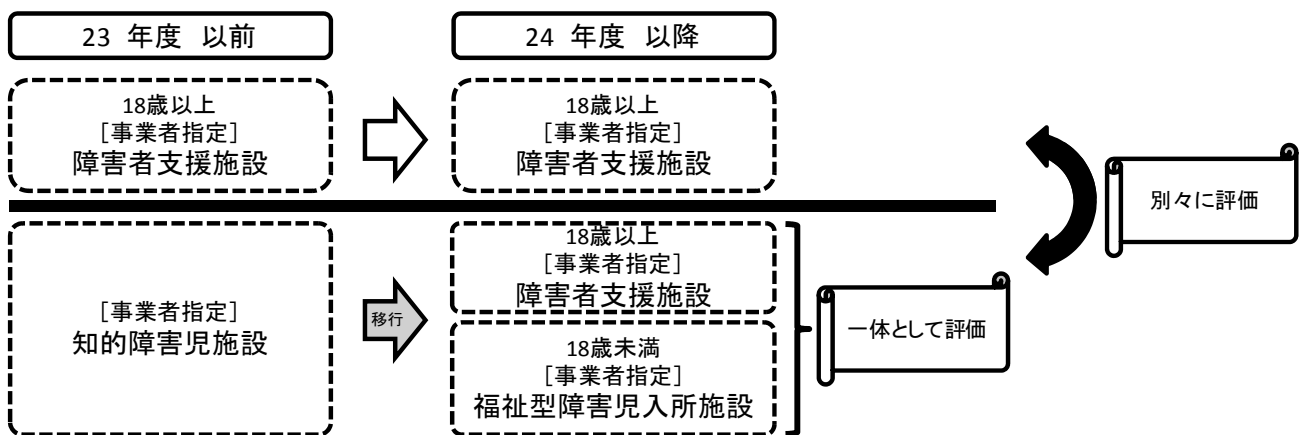 23 年度 以前
24 年度 以降
18歳以上
[事業者指定]
障害者支援施設
18歳以上
[事業者指定]
障害者支援施設
別々に評価
[事業者指定]
知的障害児施設
移行
18歳以上
[事業者指定]
障害者支援施設
18歳未満
[事業者指定]
福祉型障害児入所施設
一体として評価